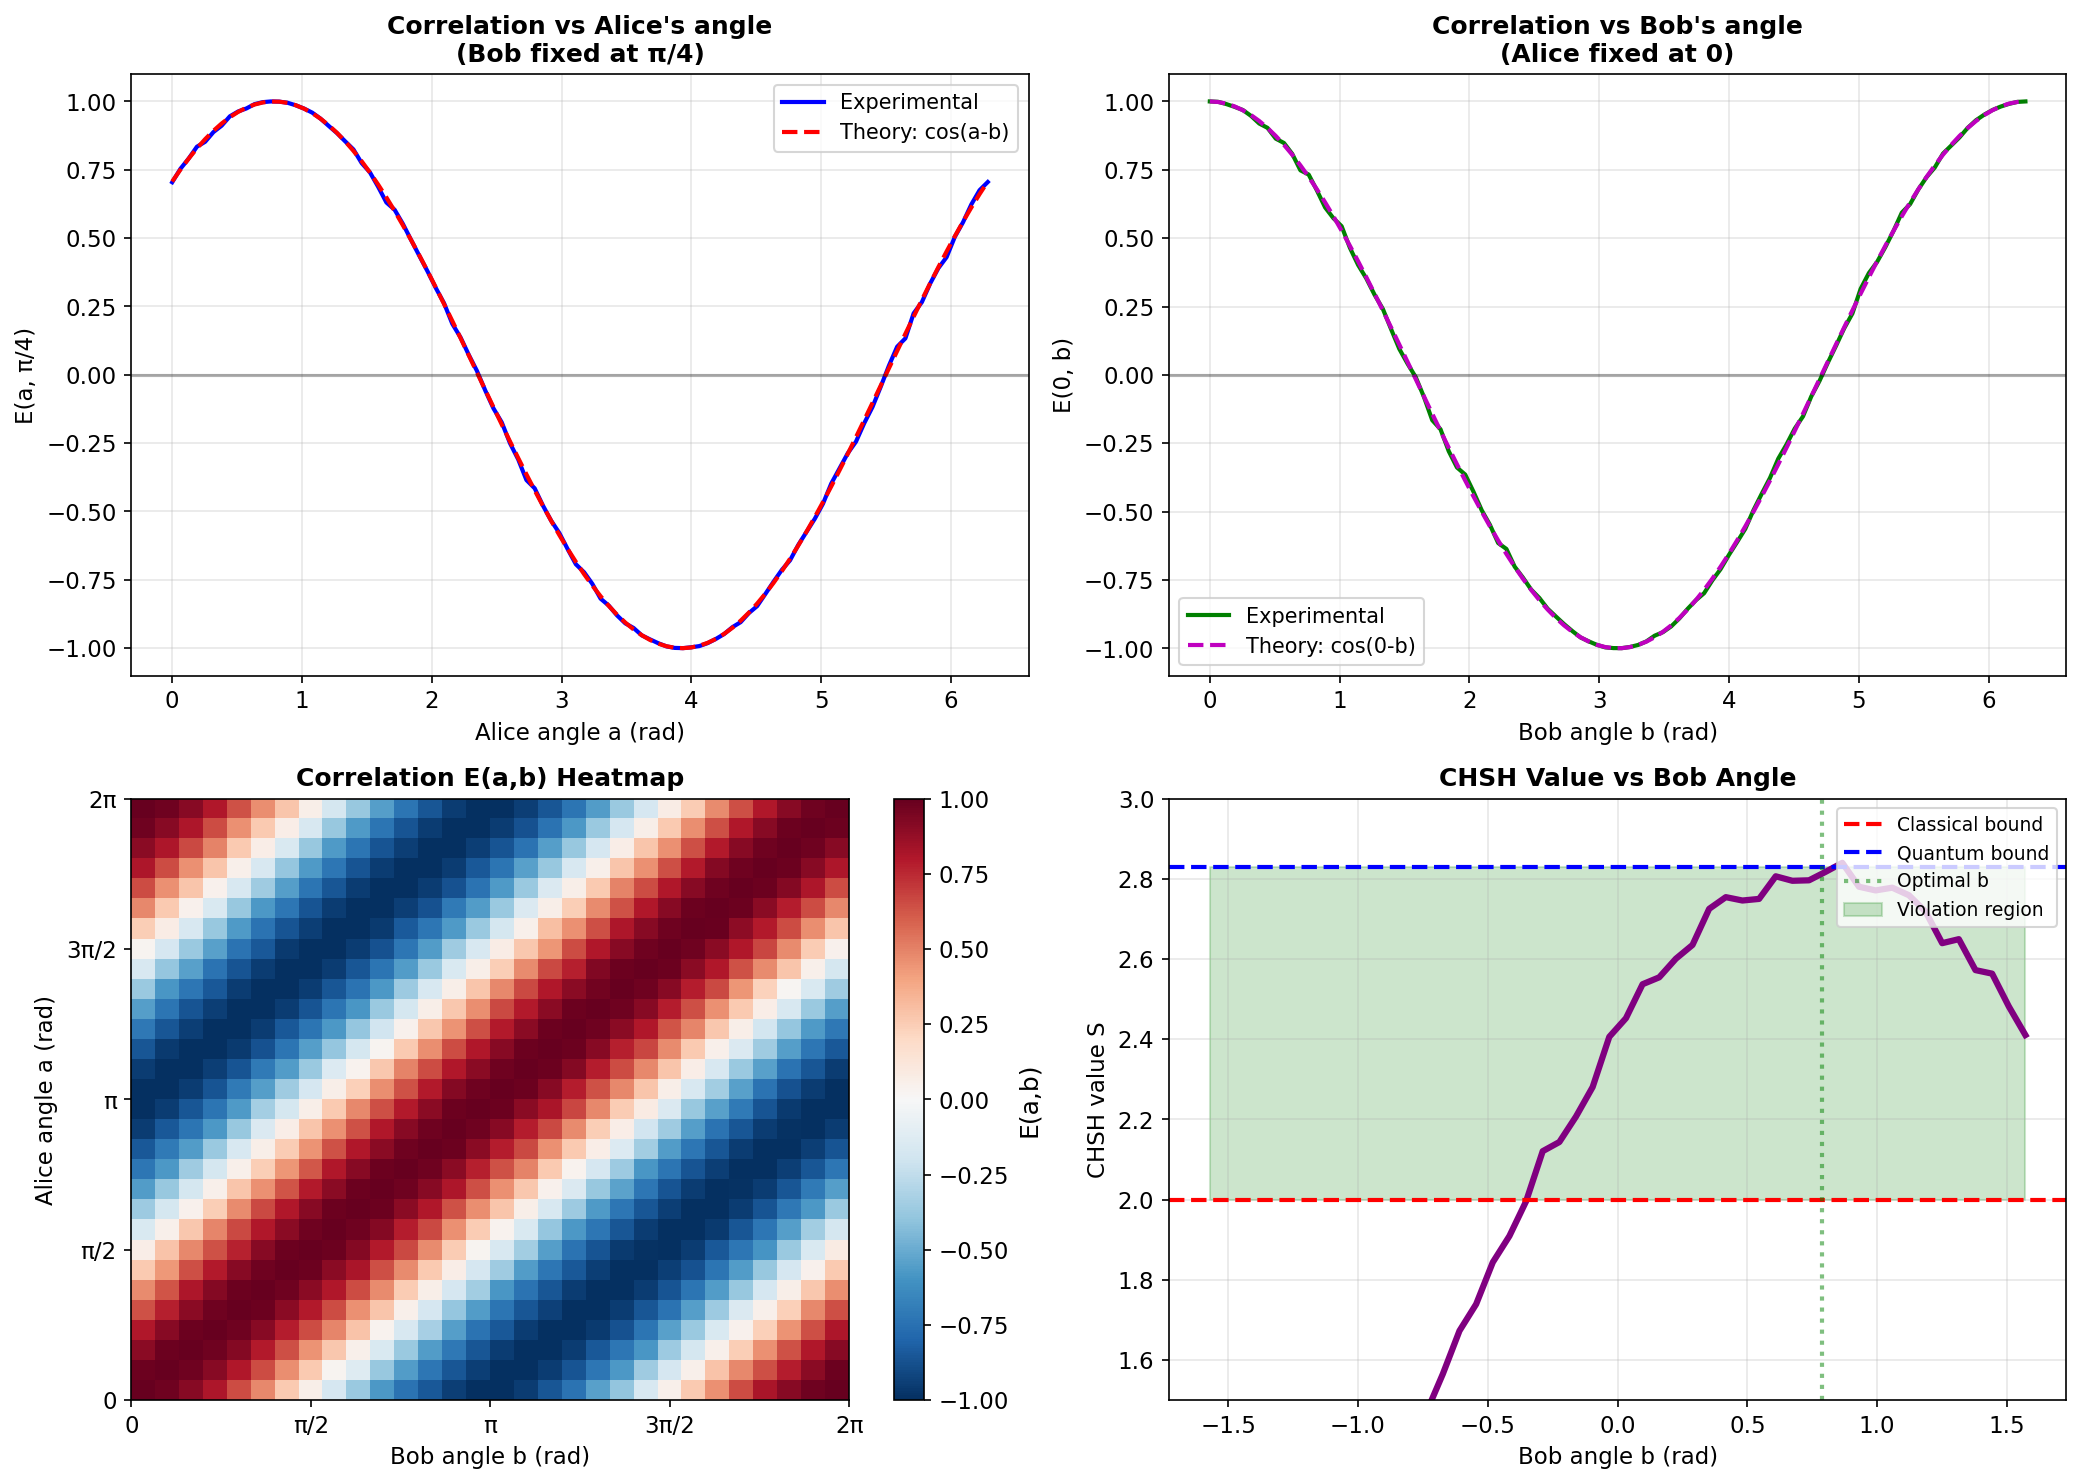 Correlation vs Alice's angle
(Bob fixed at π/4)
E(a, π/4)
1.00
0.75
0.50
0.25
0.00
−0.25
−0.50
−0.75
−1.00
Experimental
Theory: cos(a-b)
0 1 2 3 4 5 6
Alice angle a (rad)
Correlation vs Bob's angle
(Alice fixed at 0)
E(0, b)
1.00
0.75
0.50
0.25
0.00
−0.25
−0.50
−0.75
−1.00
Experimental
Theory: cos(0-b)
0 1 2 3 4 5 6
Bob angle b (rad)
Correlation E(a,b) Heatmap
Alice angle a (rad)
2π
3π/2
π
π/2
0
0 π/2 π 3π/2 2π
Bob angle b (rad)
1.00
0.75
0.50
0.25
0.00
−0.25
−0.50
−0.75
−1.00
E(a,b)
CHSH Value vs Bob Angle
CHSH value S
3.0
2.8
2.6
2.4
2.2
2.0
1.8
1.6
Classical bound
Quantum bound
Optimal b
Violation region
−1.5 −1.0 −0.5 0.0 0.5 1.0 1.5
Bob angle b (rad)